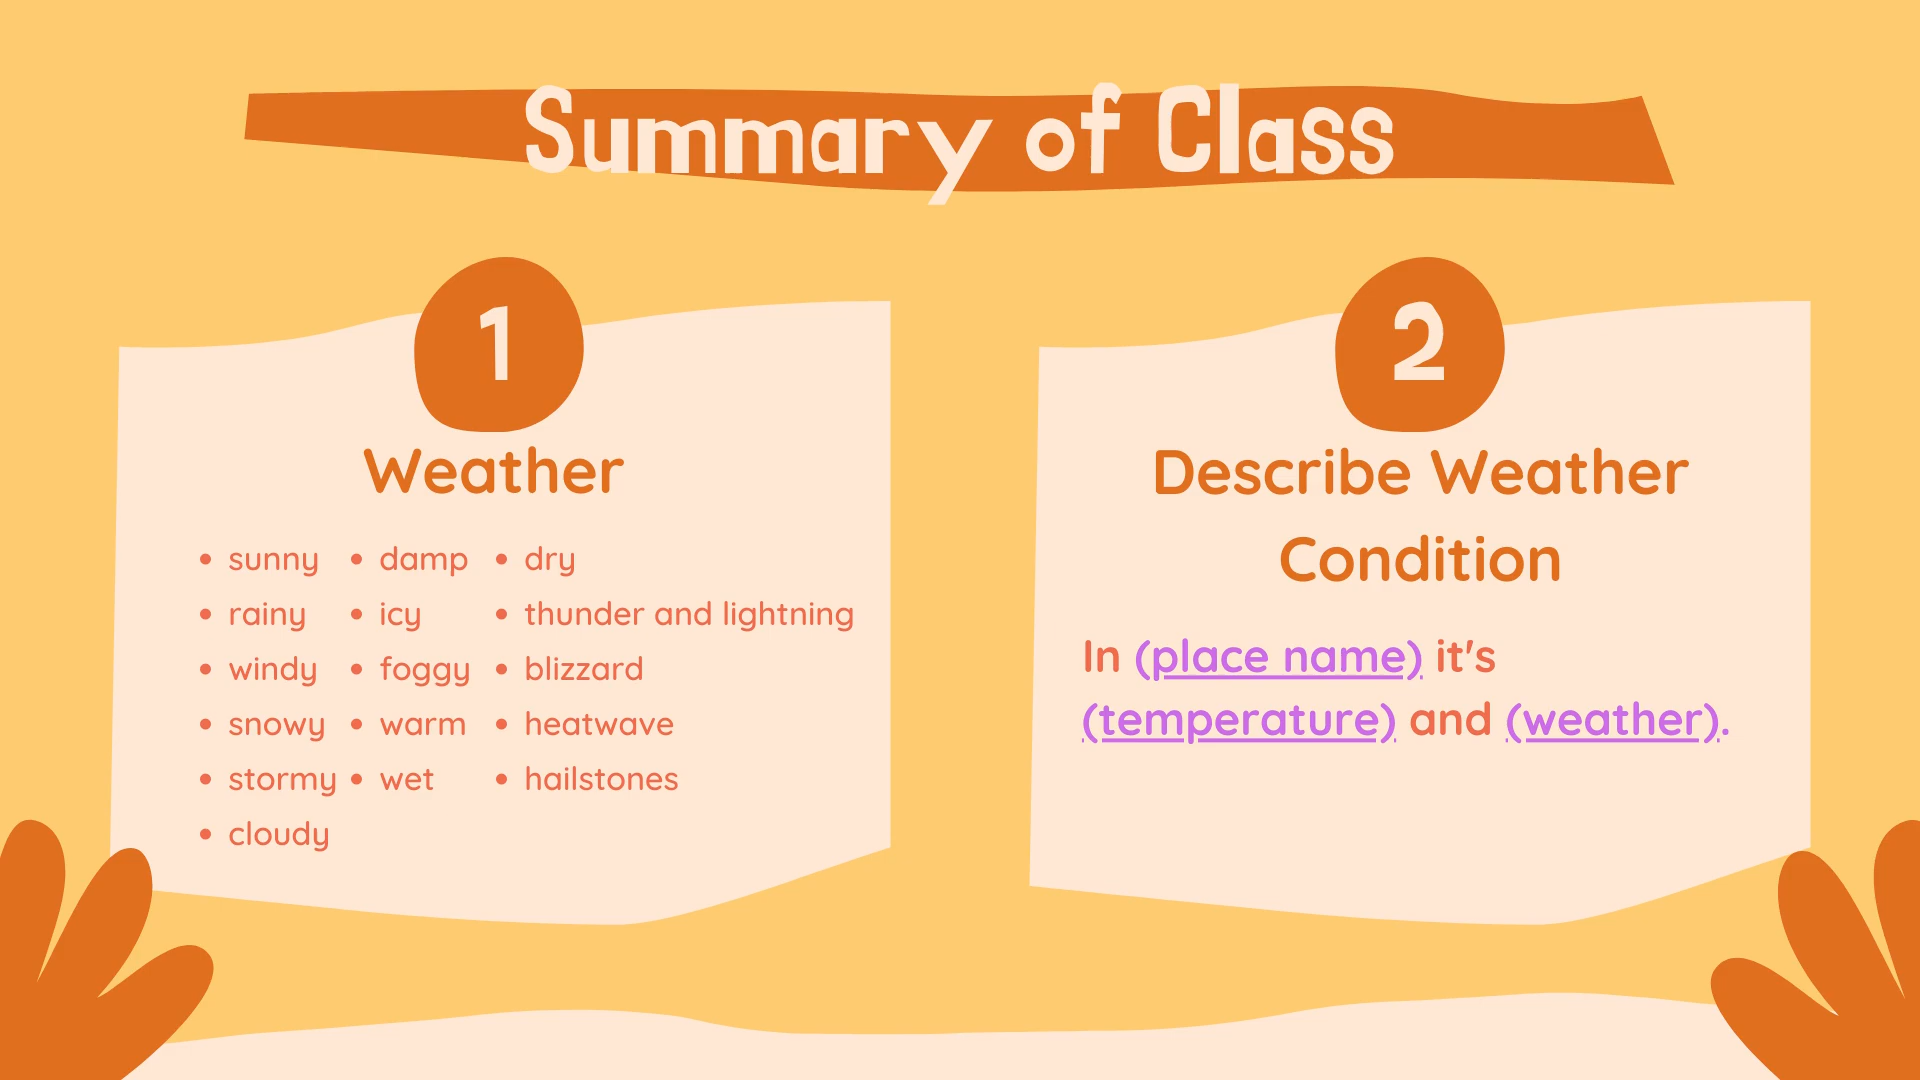 Summary of Class
1
Weather
• sunny
• rainy
• windy
• snowy
• stormy
• cloudy
• damp
• icy
• foggy
• warm
• wet
• dry
• thunder and lightning
• blizzard
• heatwave
• hailstones
2
Describe Weather
Condition
In (place name) it's
(temperature) and (weather).